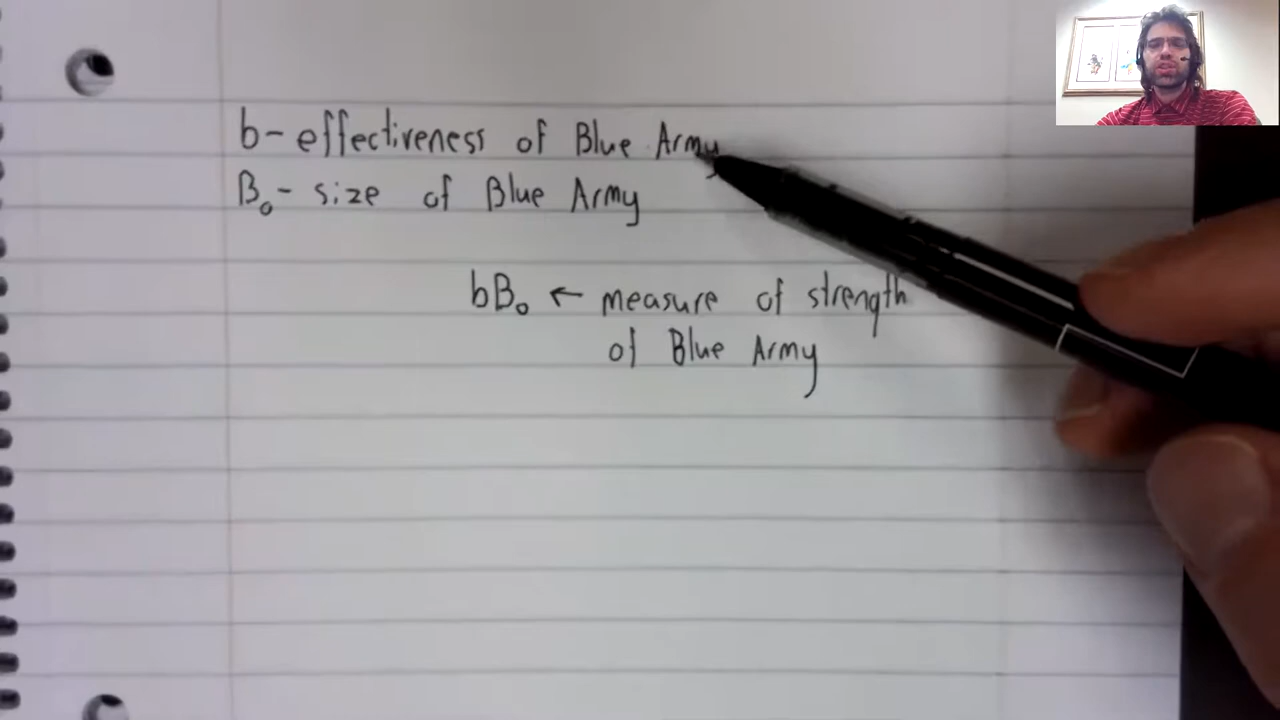 b- effectiveness of Blue Army
B₀- size of Blue Army
bB₀ ← measure of strength
of Blue Army